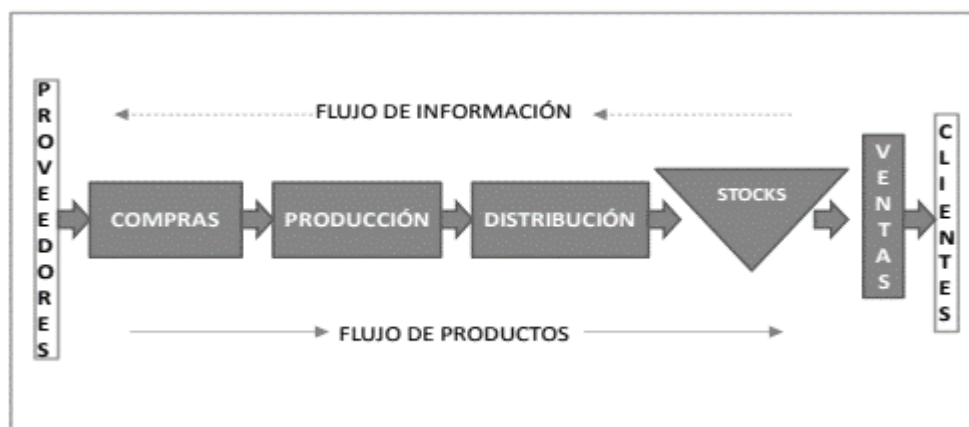 PROVEEDORES
FLUJO DE INFORMACIÓN
COMPRAS
PRODUCCIÓN
DISTRIBUCIÓN
STOCKS
VENTAS
CLIENTES
FLUJO DE PRODUCTOS